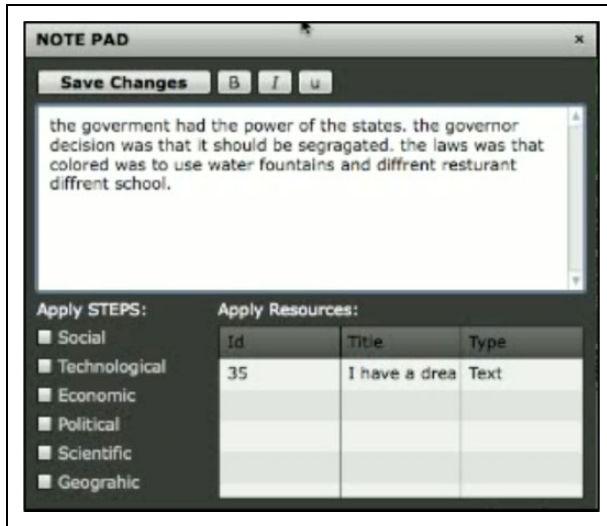 NOTE PAD x
Save Changes B I u
the goverment had the power of the states. the governor
decision was that it should be segragated. the laws was that
colored was to use water fountains and diffrent resturant
diffrent school.
Apply STEPS: Apply Resources:
Social
Id Title Type
Technological
35 I have a drea Text
Economic
Political
Scientific
Geograhic